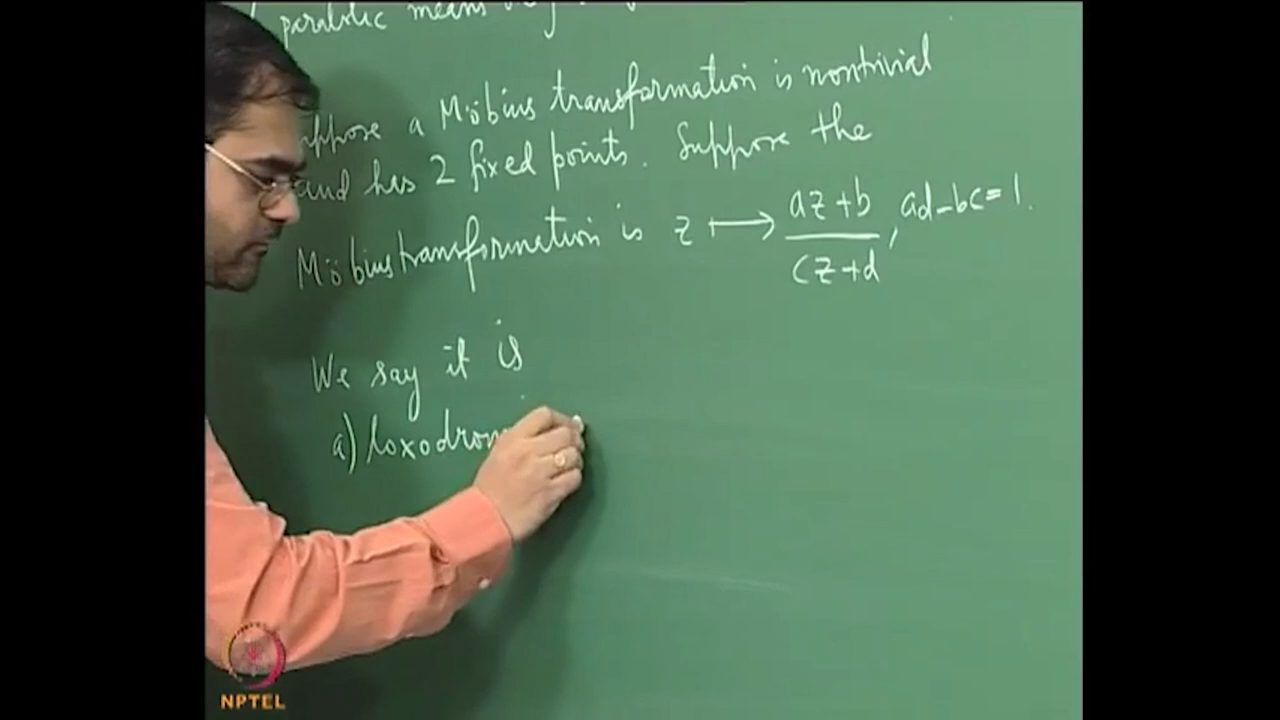 parabolic means
a Möbius transformation is nontrivial
and has 2 fixed points. Suppose the
Möbius transformation is z ↦ az+b / cz+d, ad-bc=1.
We say it is
a) loxodrom
NPTEL